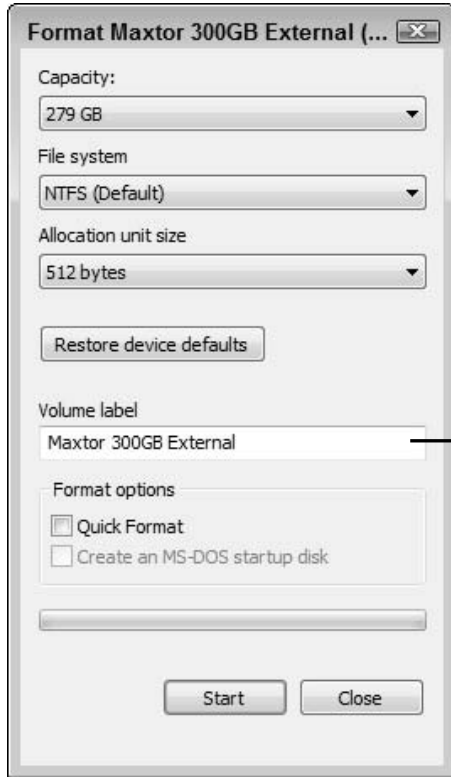 Format Maxtor 300GB External (...
Capacity:
279 GB
File system
NTFS (Default)
Allocation unit size
512 bytes
Restore device defaults
Volume label
Maxtor 300GB External
Format options
Quick Format
Create an MS-DOS startup disk
Start Close